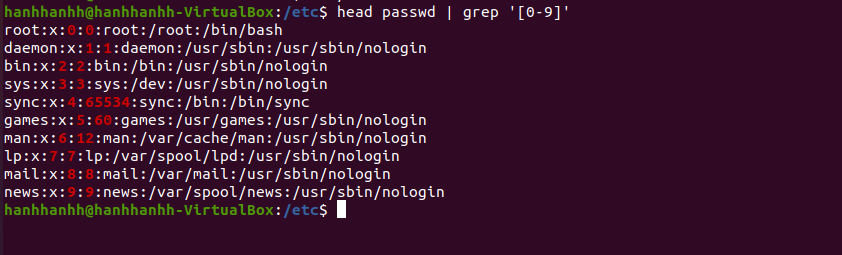 hanhhanhh@hanhhanhh-VirtualBox:/etc$ head passwd | grep '[0-9]'
root:x:0:0:root:/root:/bin/bash
daemon:x:1:1:daemon:/usr/sbin:/usr/sbin/nologin
bin:x:2:2:bin:/bin:/usr/sbin/nologin
sys:x:3:3:sys:/dev:/usr/sbin/nologin
sync:x:4:65534:sync:/bin:/bin/sync
games:x:5:60:games:/usr/games:/usr/sbin/nologin
man:x:6:12:man:/var/cache/man:/usr/sbin/nologin
lp:x:7:7:lp:/var/spool/lpd:/usr/sbin/nologin
mail:x:8:8:mail:/var/mail:/usr/sbin/nologin
news:x:9:9:news:/var/spool/news:/usr/sbin/nologin
hanhhanhh@hanhhanhh-VirtualBox:/etc$